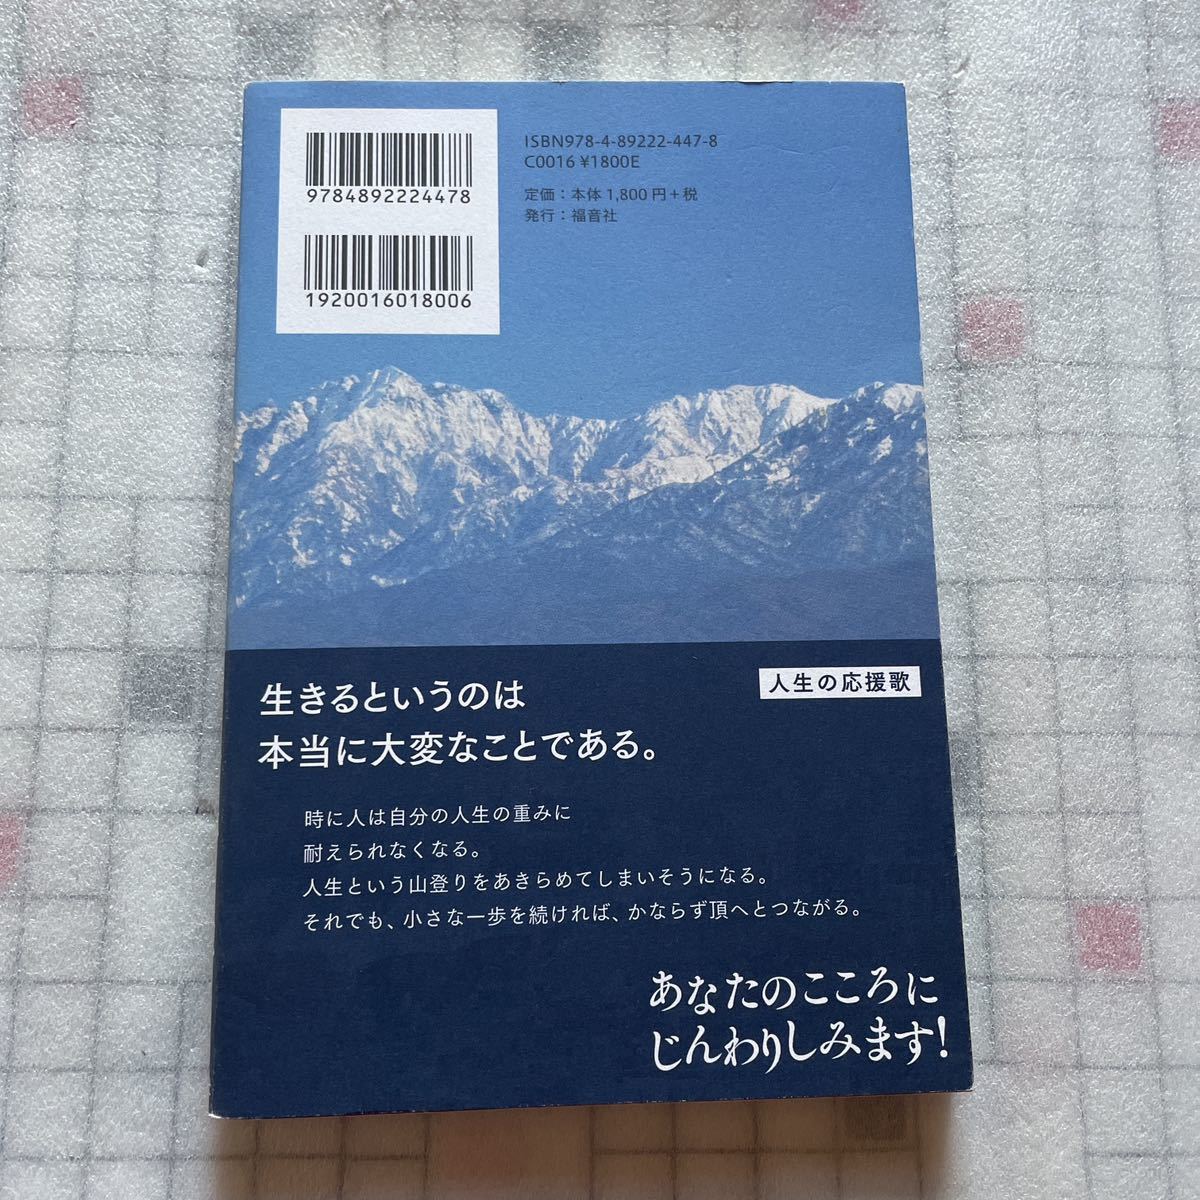 9784892224478
1920016018006
ISBN978-4-89222-447-8
C0016 ¥1800E
定価：本体 1,800 円+税
発行：福音社
人生の応援歌
生きるというのは
本当に大変なことである。
時に人は自分の人生の重みに
耐えられなくなる。
人生という山登りをあきらめてしまいそうになる。
それでも、小さな一歩を続ければ、かならず頂へとつながる。
あなたのこころに
じんわりしみます!